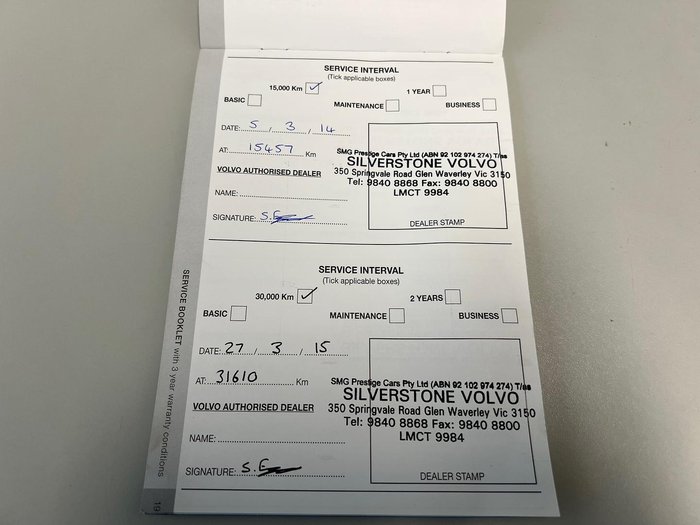 SERVICE INTERVAL
(Tick applicable boxes)
15,000 Km 1 YEAR
BASIC MAINTENANCE BUSINESS
DATE: 5 / 3 / 14
AT: 15457 Km
VOLVO AUTHORISED DEALER
NAME:
SIGNATURE: S.
SMG Prestige Cars Pty Ltd (ABN 92 102 974 274) T/as
SILVERSTONE VOLVO
350 Springvale Road Glen Waverley Vic 3150
Tel: 9840 8868 Fax: 9840 8800
LMCT 9984
DEALER STAMP
SERVICE INTERVAL
(Tick applicable boxes)
30,000 Km 2 YEARS
BASIC MAINTENANCE BUSINESS
DATE: 27 / 3 / 15
AT: 31610 Km
VOLVO AUTHORISED DEALER
NAME:
SIGNATURE: S.
SMG Prestige Cars Pty Ltd (ABN 92 102 974 274) T/as
SILVERSTONE VOLVO
350 Springvale Road Glen Waverley Vic 3150
Tel: 9840 8868 Fax: 9840 8800
LMCT 9984
DEALER STAMP
SERVICE BOOKLET with 3 year warranty conditions
19